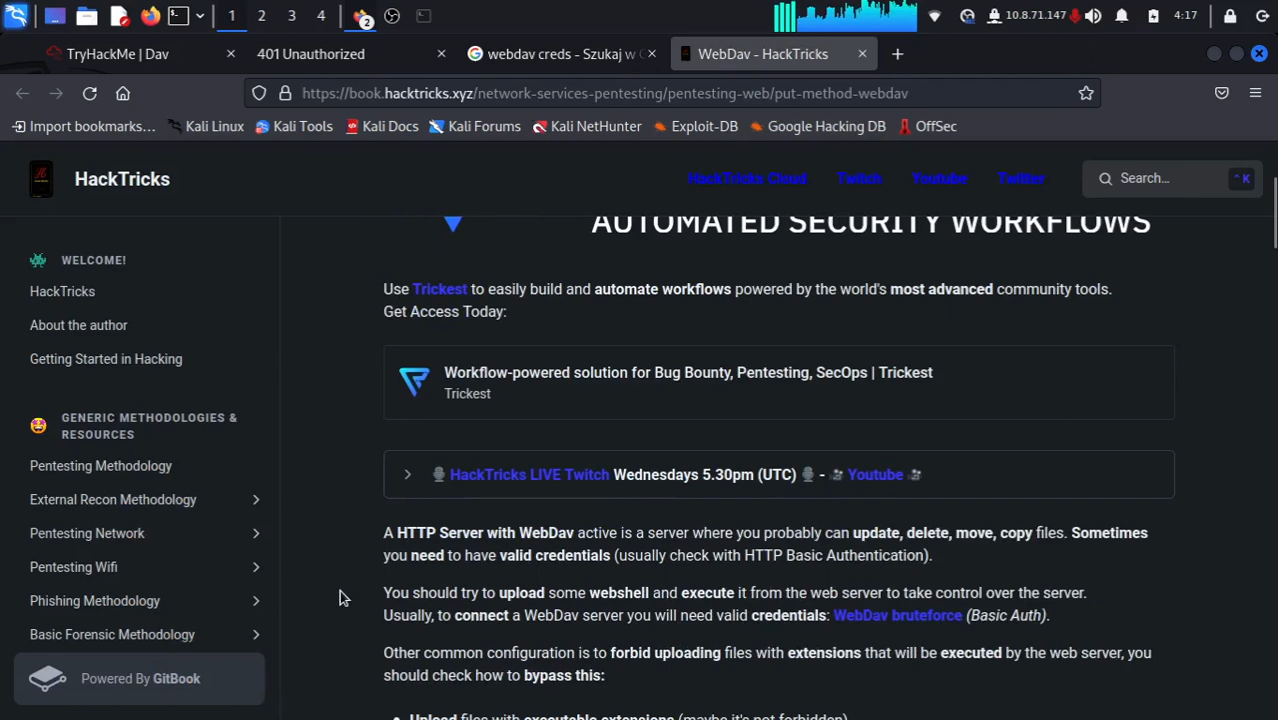 1 2 3 4 2 10.8.71.147 4:17
TryHackMe | Dav 401 Unauthorized webdav creds - Szukaj w G WebDav - HackTricks
https://book.hacktricks.xyz/network-services-pentesting/pentesting-web/put-method-webdav
Import bookmarks... Kali Linux Kali Tools Kali Docs Kali Forums Kali NetHunter Exploit-DB Google Hacking DB OffSec
HackTricks HackTricks Cloud Twitch Youtube Twitter Search... ⌃K
WELCOME!
HackTricks
About the author
Getting Started in Hacking
GENERIC METHODOLOGIES &
RESOURCES
Pentesting Methodology
External Recon Methodology
Pentesting Network
Pentesting Wifi
Phishing Methodology
Basic Forensic Methodology
Powered By GitBook
AUTOMATED SECURITY WORKFLOWS
Use Trickest to easily build and automate workflows powered by the world's most advanced community tools.
Get Access Today:
Workflow-powered solution for Bug Bounty, Pentesting, SecOps | Trickest
Trickest
🎙️ HackTricks LIVE Twitch Wednesdays 5.30pm (UTC) 🎙️ - 🎥 Youtube 🎥
A HTTP Server with WebDav active is a server where you probably can update, delete, move, copy files. Sometimes
you need to have valid credentials (usually check with HTTP Basic Authentication).
You should try to upload some webshell and execute it from the web server to take control over the server.
Usually, to connect a WebDav server you will need valid credentials: WebDav bruteforce (Basic Auth).
Other common configuration is to forbid uploading files with extensions that will be executed by the web server, you
should check how to bypass this:
• Upload files with executable extensions (maybe it's not forbidden)